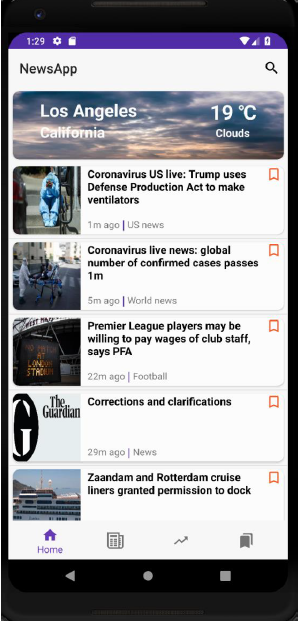 1:29
NewsApp
Los Angeles
19 °C
California
Clouds
Coronavirus US live: Trump uses
Defense Production Act to make
ventilators
1m ago | US news
Coronavirus live news: global
number of confirmed cases passes
1m
5m ago | World news
Premier League players may be
willing to pay wages of club staff,
says PFA
22m ago | Football
AT
LONDON
STADIUM
Corrections and clarifications
The
Guardian
29m ago | News
Zaandam and Rotterdam cruise
liners granted permission to dock
Home